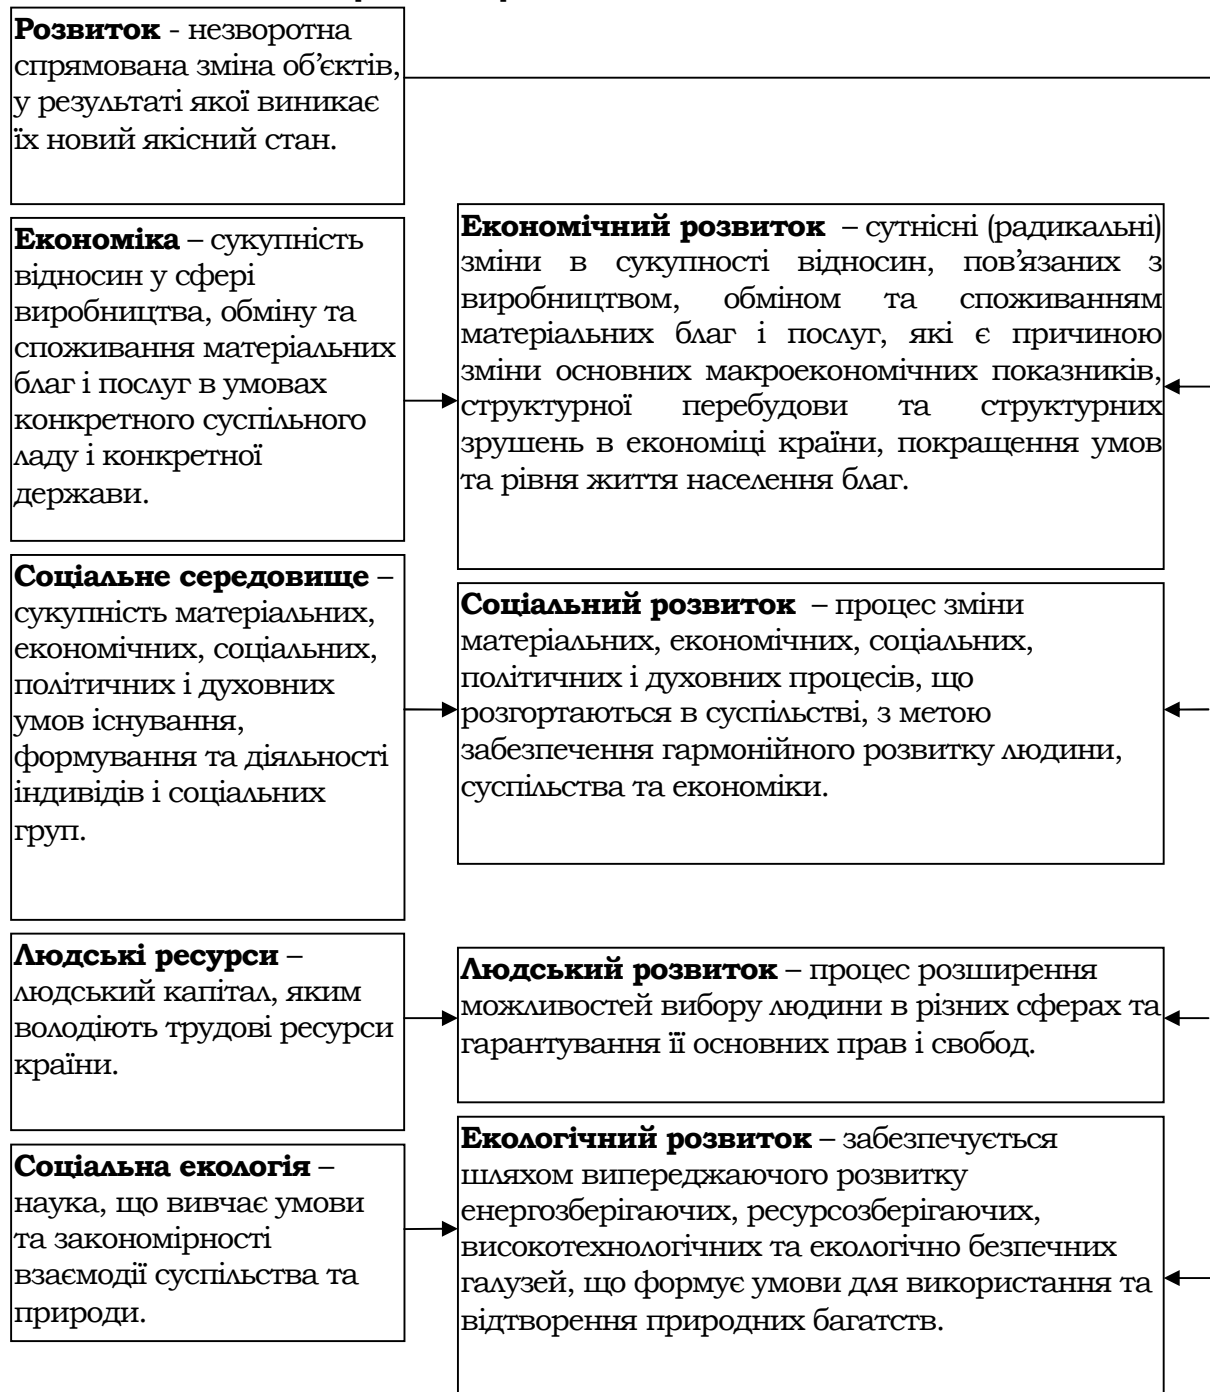 Розвиток - незворотна
спрямована зміна об’єктів,
у результаті якої виникає
їх новий якісний стан.
Економіка – сукупність
відносин у сфері
виробництва, обміну та
споживання матеріальних
благ і послуг в умовах
конкретного суспільного
ладу і конкретної
держави.
Економічний розвиток – сутнісні (радикальні)
зміни в сукупності відносин, пов’язаних з
виробництвом, обміном та споживанням
матеріальних благ і послуг, які є причиною
зміни основних макроекономічних показників,
структурної перебудови та структурних
зрушень в економіці країни, покращення умов
та рівня життя населення благ.
Соціальне середовище –
сукупність матеріальних,
економічних, соціальних,
політичних і духовних
умов існування,
формування та діяльності
індивідів і соціальних
груп.
Соціальний розвиток – процес зміни
матеріальних, економічних, соціальних,
політичних і духовних процесів, що
розгортаються в суспільстві, з метою
забезпечення гармонійного розвитку людини,
суспільства та економіки.
Людські ресурси –
людський капітал, яким
володіють трудові ресурси
країни.
Людський розвиток – процес розширення
можливостей вибору людини в різних сферах та
гарантування її основних прав і свобод.
Соціальна екологія –
наука, що вивчає умови
та закономірності
взаємодії суспільства та
природи.
Екологічний розвиток – забезпечується
шляхом випереджаючого розвитку
енергозберігаючих, ресурсозберігаючих,
високотехнологічних та екологічно безпечних
галузей, що формує умови для використання та
відтворення природних багатств.